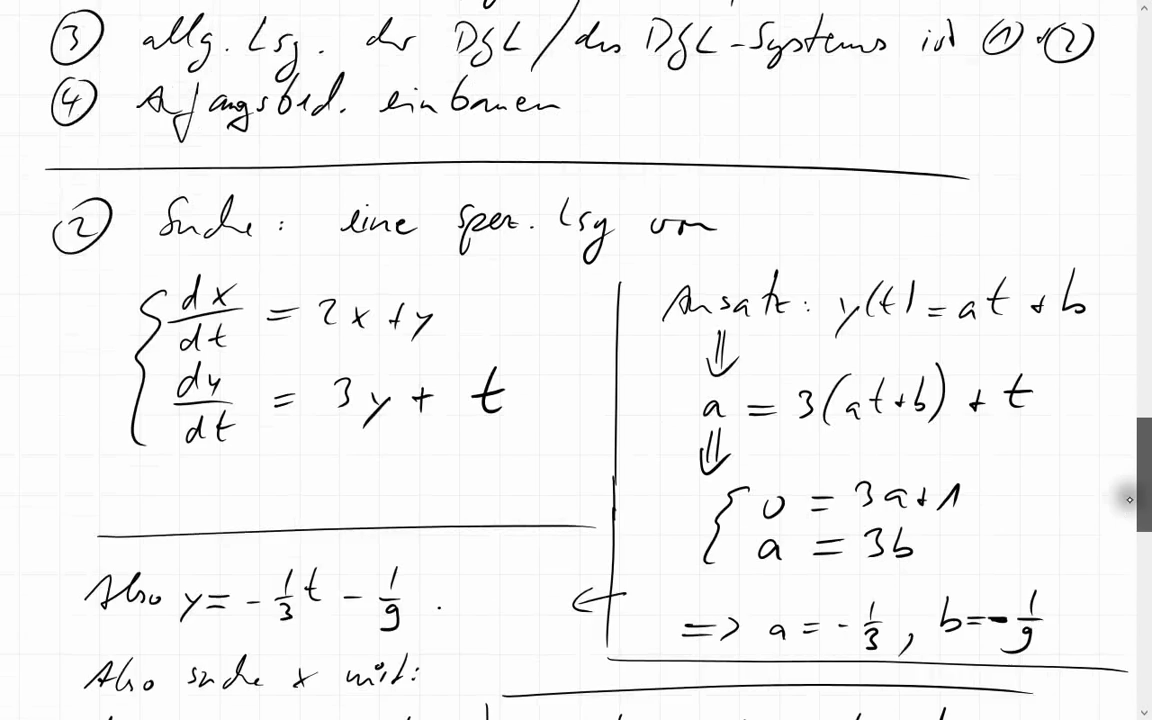 ③ allg. Lsg. der DGL / des DGL-Systems ist ① + ②
④ Anfangsbed. einbauen
② Suche: eine spez. Lsg von
dx/dt = 2x + y
dy/dt = 3y + t
Ansatz: y(t) = at + b
⇓
a = 3(at+b) + t
⇓
0 = 3a + 1
a = 3b
=> a = -1/3, b = -1/9
←
Also y = -1/3 t - 1/9.
Also suche x mit: